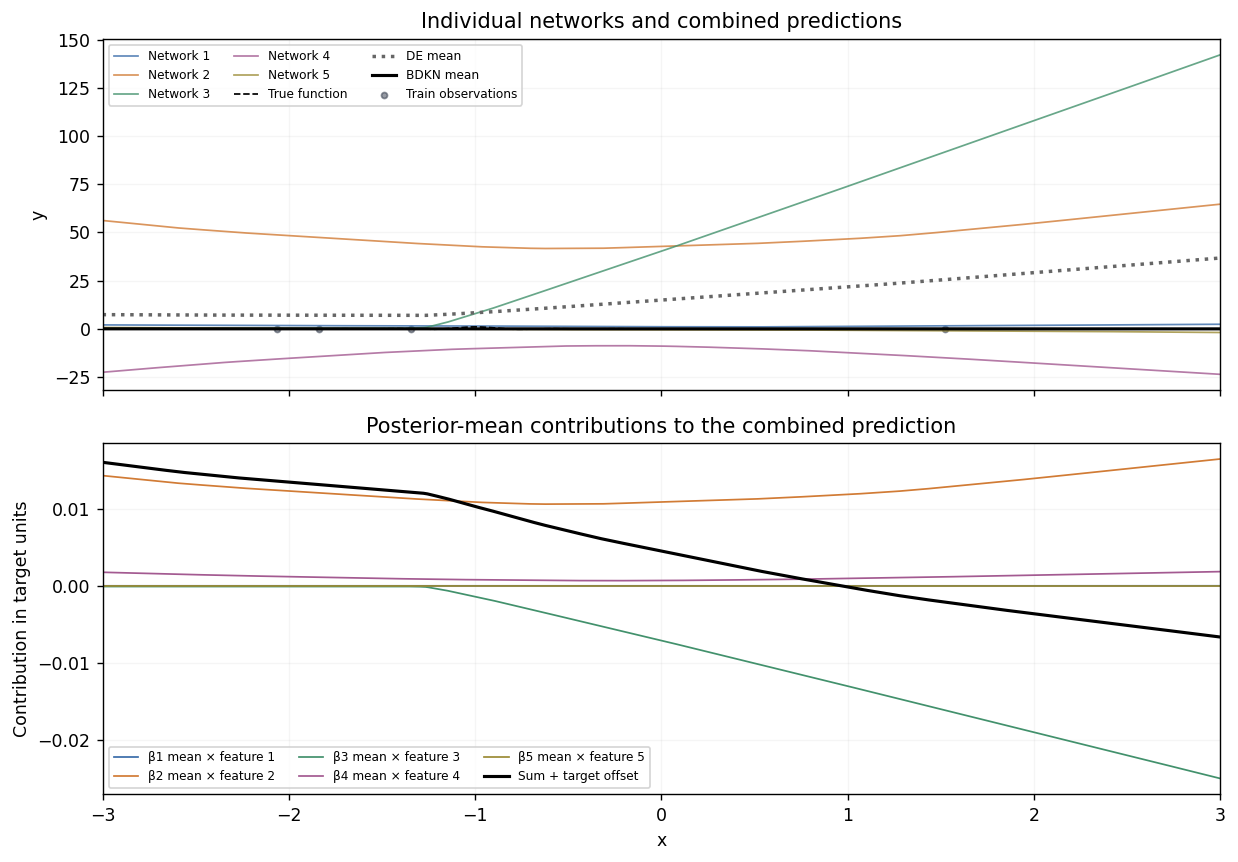 Individual networks and combined predictions
150
125
100
75
50
25
0
−25
y
Network 1
Network 2
Network 3
Network 4
Network 5
True function
DE mean
BDKN mean
Train observations
Posterior-mean contributions to the combined prediction
0.01
0.00
−0.01
−0.02
Contribution in target units
β1 mean × feature 1
β2 mean × feature 2
β3 mean × feature 3
β4 mean × feature 4
β5 mean × feature 5
Sum + target offset
−3 −2 −1 0 1 2 3
x